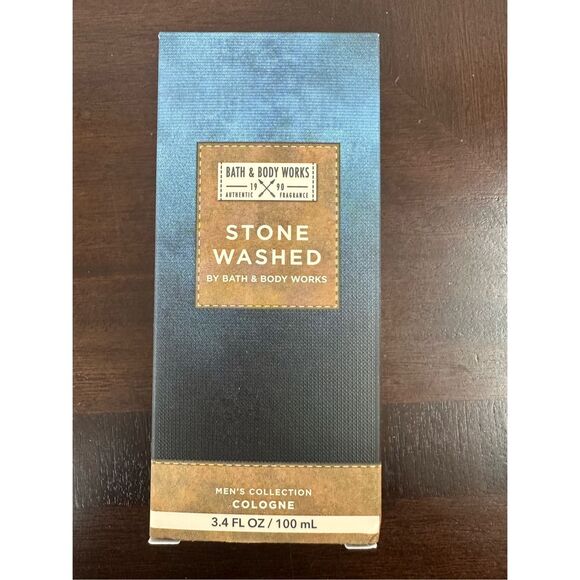 BATH & BODY WORKS
19 90
AUTHENTIC FRAGRANCE
STONE
WASHED
BY BATH & BODY WORKS
MEN'S COLLECTION
COLOGNE
3.4 FL OZ / 100 mL